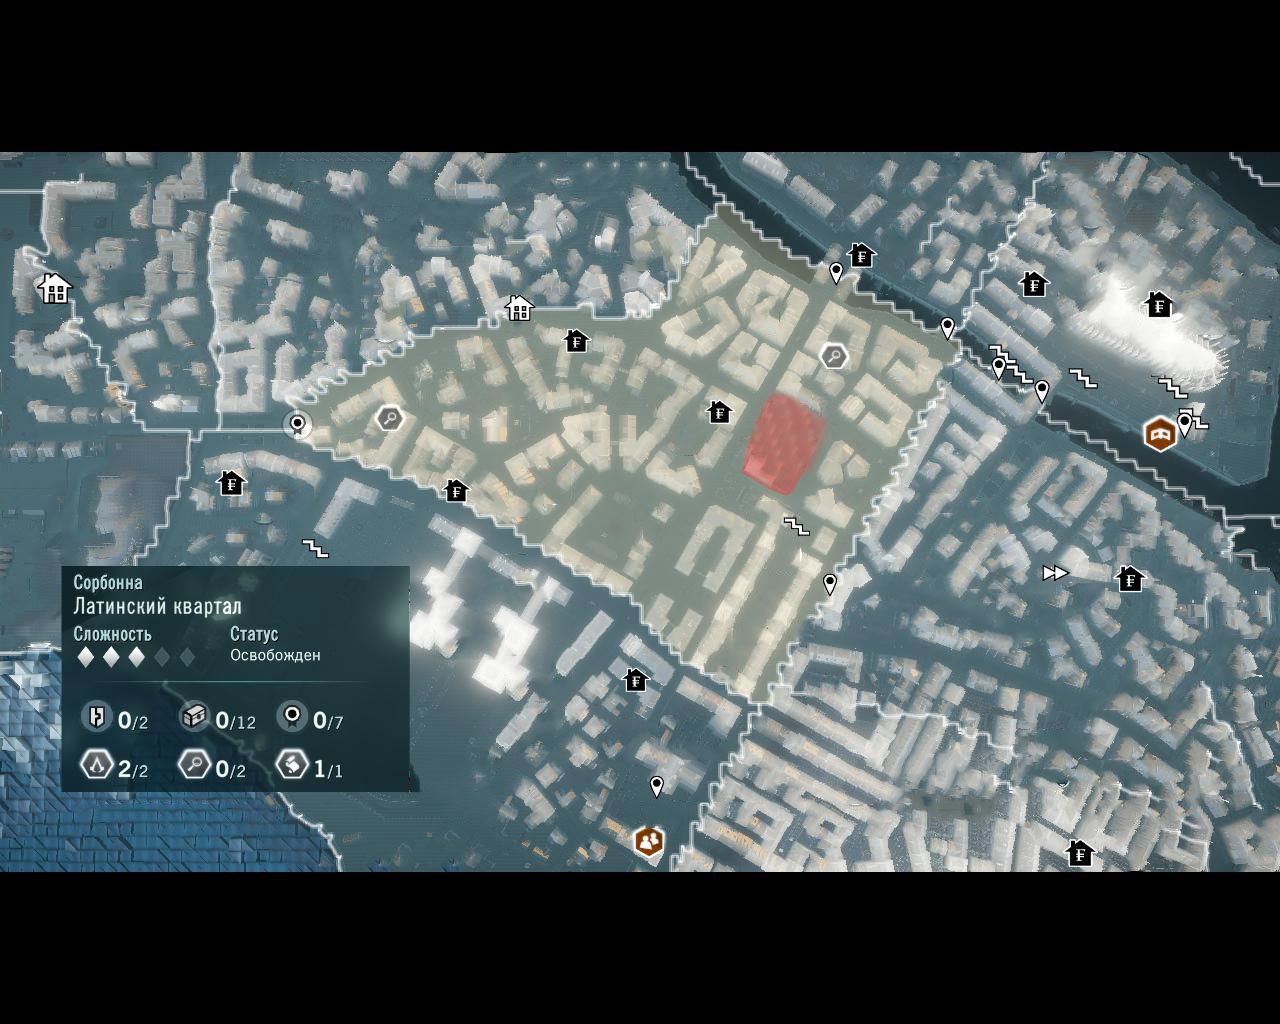 Сорбонна
Латинский квартал
Сложность Статус
Освобожден
0/2 0/12 0/7
2/2 0/2 1/1